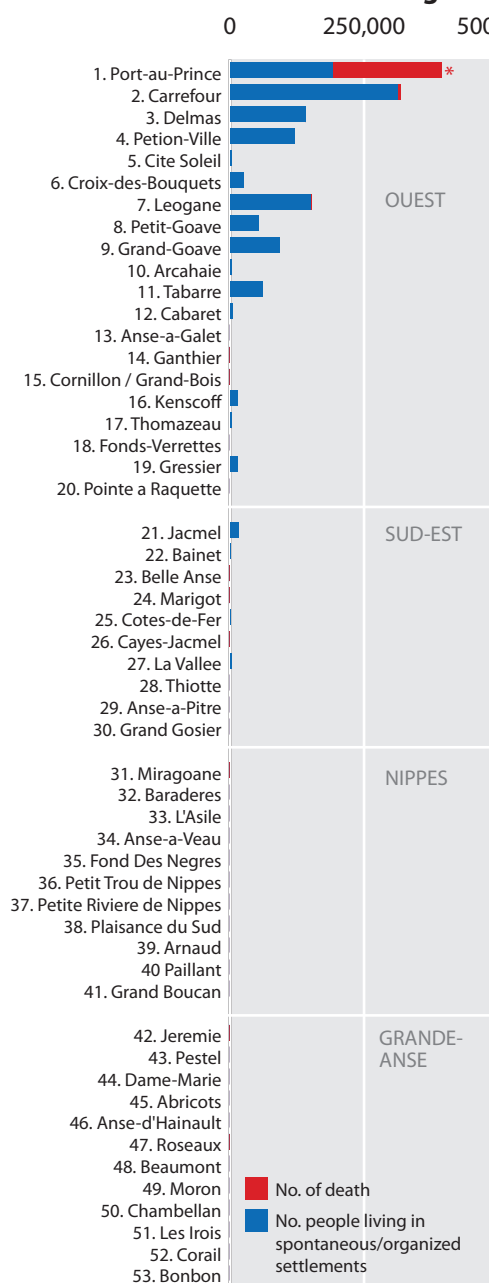 0 250,000
1. Port-au-Prince *
2. Carrefour
3. Delmas
4. Petion-Ville
5. Cite Soleil
6. Croix-des-Bouquets
OUEST
7. Leogane
8. Petit-Goave
9. Grand-Goave
10. Arcahaie
11. Tabarre
12. Cabaret
13. Anse-a-Galet
14. Ganthier
15. Cornillon / Grand-Bois
16. Kenscoff
17. Thomazeau
18. Fonds-Verrettes
19. Gressier
20. Pointe a Raquette
21. Jacmel SUD-EST
22. Bainet
23. Belle Anse
24. Marigot
25. Cotes-de-Fer
26. Cayes-Jacmel
27. La Vallee
28. Thiotte
29. Anse-a-Pitre
30. Grand Gosier
31. Miragoane NIPPES
32. Baraderes
33. L'Asile
34. Anse-a-Veau
35. Fond Des Negres
36. Petit Trou de Nippes
37. Petite Riviere de Nippes
38. Plaisance du Sud
39. Arnaud
40 Paillant
41. Grand Boucan
42. Jeremie GRANDE-
43. Pestel ANSE
44. Dame-Marie
45. Abricots
46. Anse-d'Hainault
47. Roseaux
48. Beaumont
49. Moron No. of death
50. Chambellan
No. people living in
51. Les Irois spontaneous/organized
52. Corail settlements
53. Bonbon